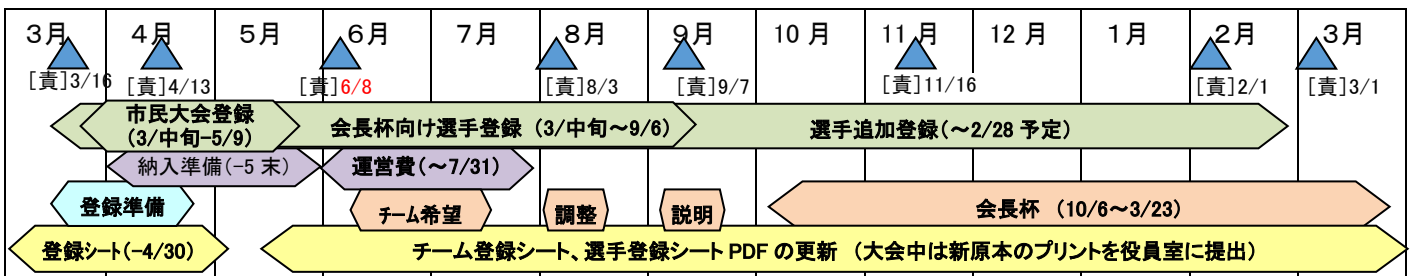 3月 4月 5月 6月 7月 8月 9月 10月 11月 12月 1月 2月 3月
[責]3/16 [責]4/13 [責]6/8 [責]8/3 [責]9/7 [責]11/16 [責]2/1 [責]3/1
市民大会登録
(3/中旬-5/9)
会長杯向け選手登録 (3/中旬～9/6)
選手追加登録(～2/28予定)
納入準備(-5末)
運営費(～7/31)
登録準備
チーム希望
調整
説明
会長杯 (10/6～3/23)
登録シート(-4/30)
チーム登録シート、選手登録シートPDFの更新 (大会中は新原本のプリントを役員室に提出)